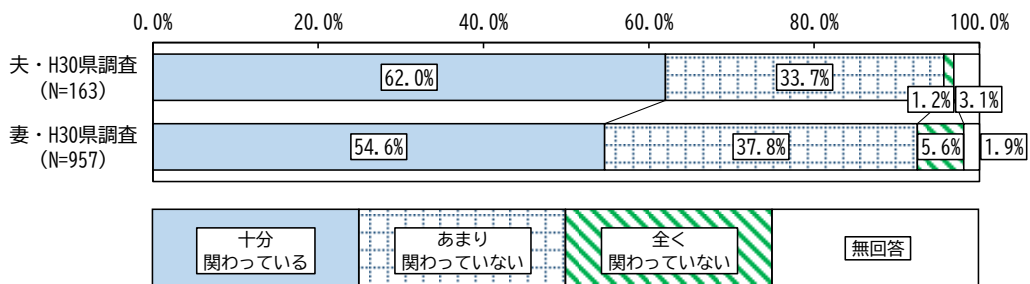 0.0% 20.0% 40.0% 60.0% 80.0% 100.0%
夫・H30県調査
(N=163)
62.0% 33.7% 1.2% 3.1%
妻・H30県調査
(N=957)
54.6% 37.8% 5.6% 1.9%
十分
関わっている
あまり
関わっていない
全く
関わっていない
無回答